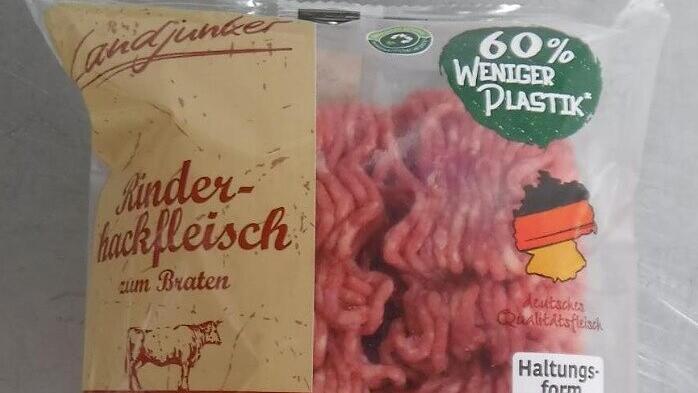 Landjunker
60%
WENIGER
PLASTIK*
Rinder-
hackfleisch
zum Braten
deutsches
Qualitätsfleisch
Haltungs-
form